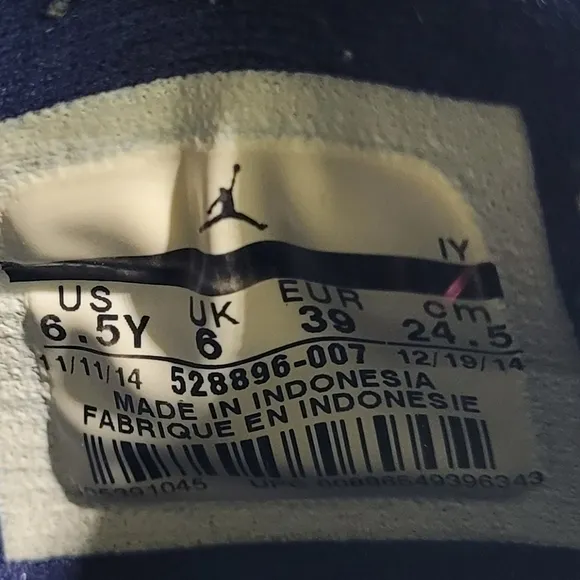 IY
US UK EUR cm
6.5Y 6 39 24.5
11/11/14 528896-007 12/19/14
MADE IN INDONESIA
FABRIQUE EN INDONESIE
UPC